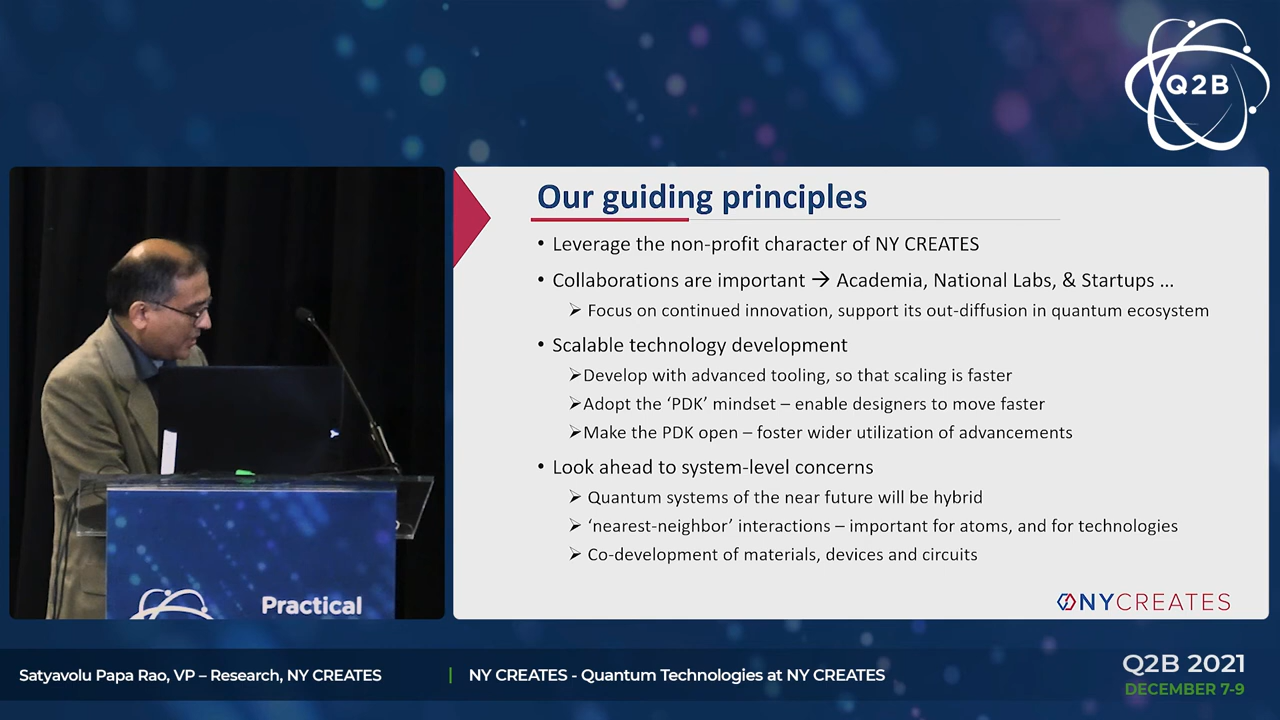 Q2B
Our guiding principles
• Leverage the non-profit character of NY CREATES
• Collaborations are important → Academia, National Labs, & Startups ...
➢ Focus on continued innovation, support its out-diffusion in quantum ecosystem
• Scalable technology development
➢Develop with advanced tooling, so that scaling is faster
➢Adopt the ‘PDK’ mindset – enable designers to move faster
➢Make the PDK open – foster wider utilization of advancements
• Look ahead to system-level concerns
➢ Quantum systems of the near future will be hybrid
➢ ‘nearest-neighbor’ interactions – important for atoms, and for technologies
➢ Co-development of materials, devices and circuits
NYCREATES
Practical
Satyavolu Papa Rao, VP – Research, NY CREATES | NY CREATES - Quantum Technologies at NY CREATES
Q2B 2021
DECEMBER 7-9